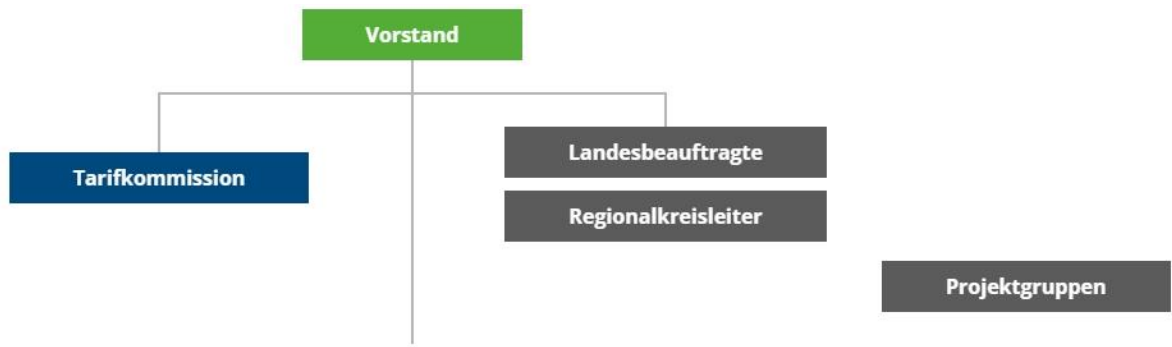 Vorstand
Tarifkommission
Landesbeauftragte
Regionalkreisleiter
Projektgruppen